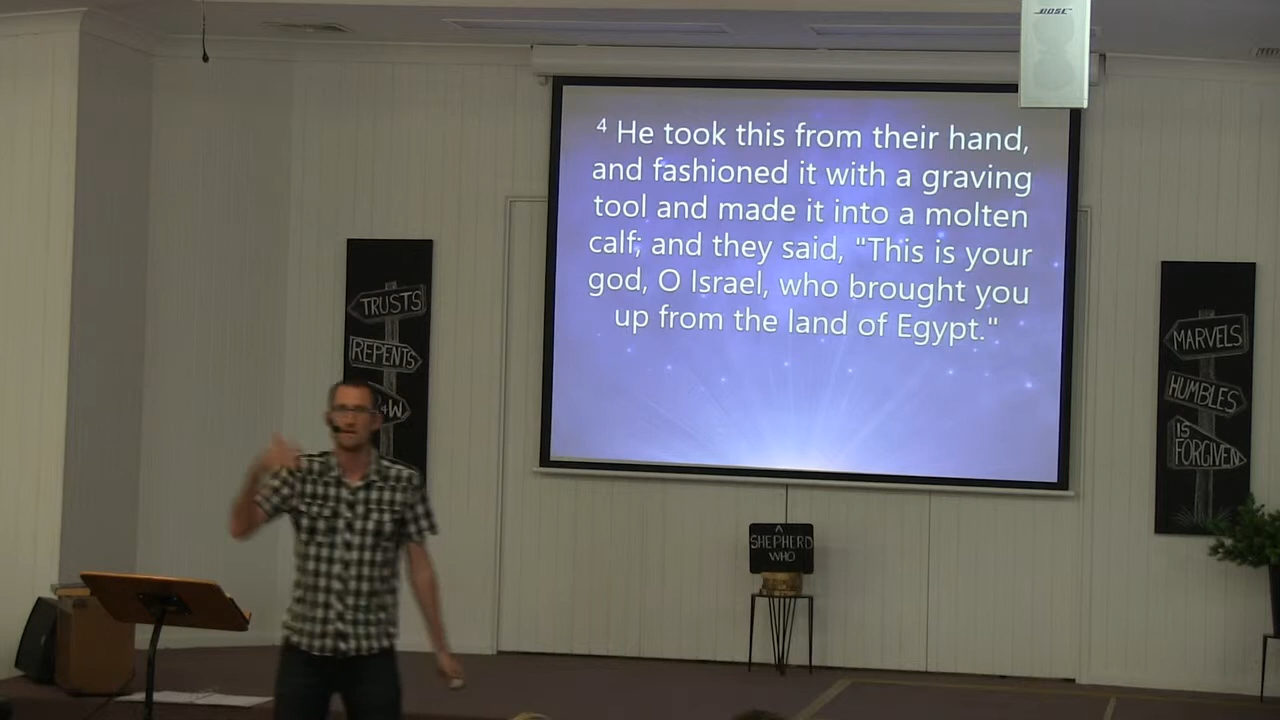 BOSE
⁴ He took this from their hand,
and fashioned it with a graving
tool and made it into a molten
calf; and they said, "This is your
god, O Israel, who brought you
up from the land of Egypt."
TRUSTS
REPENTS
MARVELS
HUMBLES
IS
FORGIVEN
A
SHEPHERD
WHO